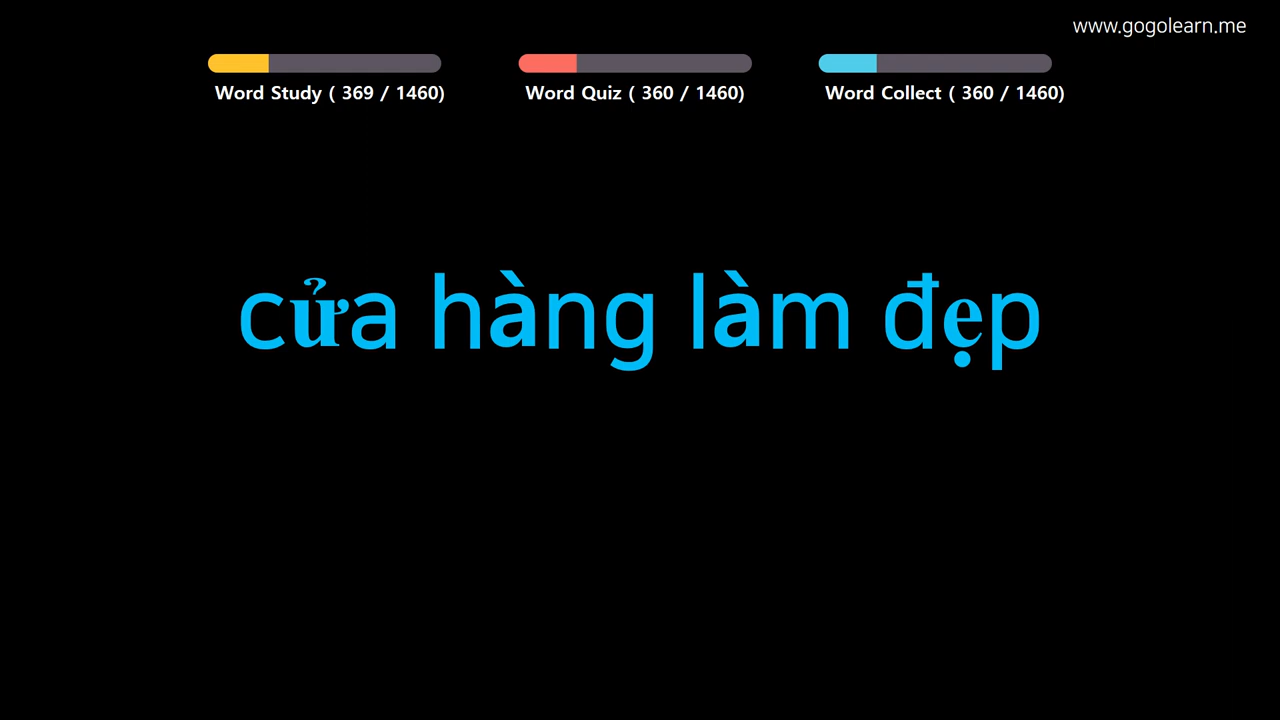 www.gogolearn.me
Word Study ( 369 / 1460)
Word Quiz ( 360 / 1460)
Word Collect ( 360 / 1460)
cửa hàng làm đẹp